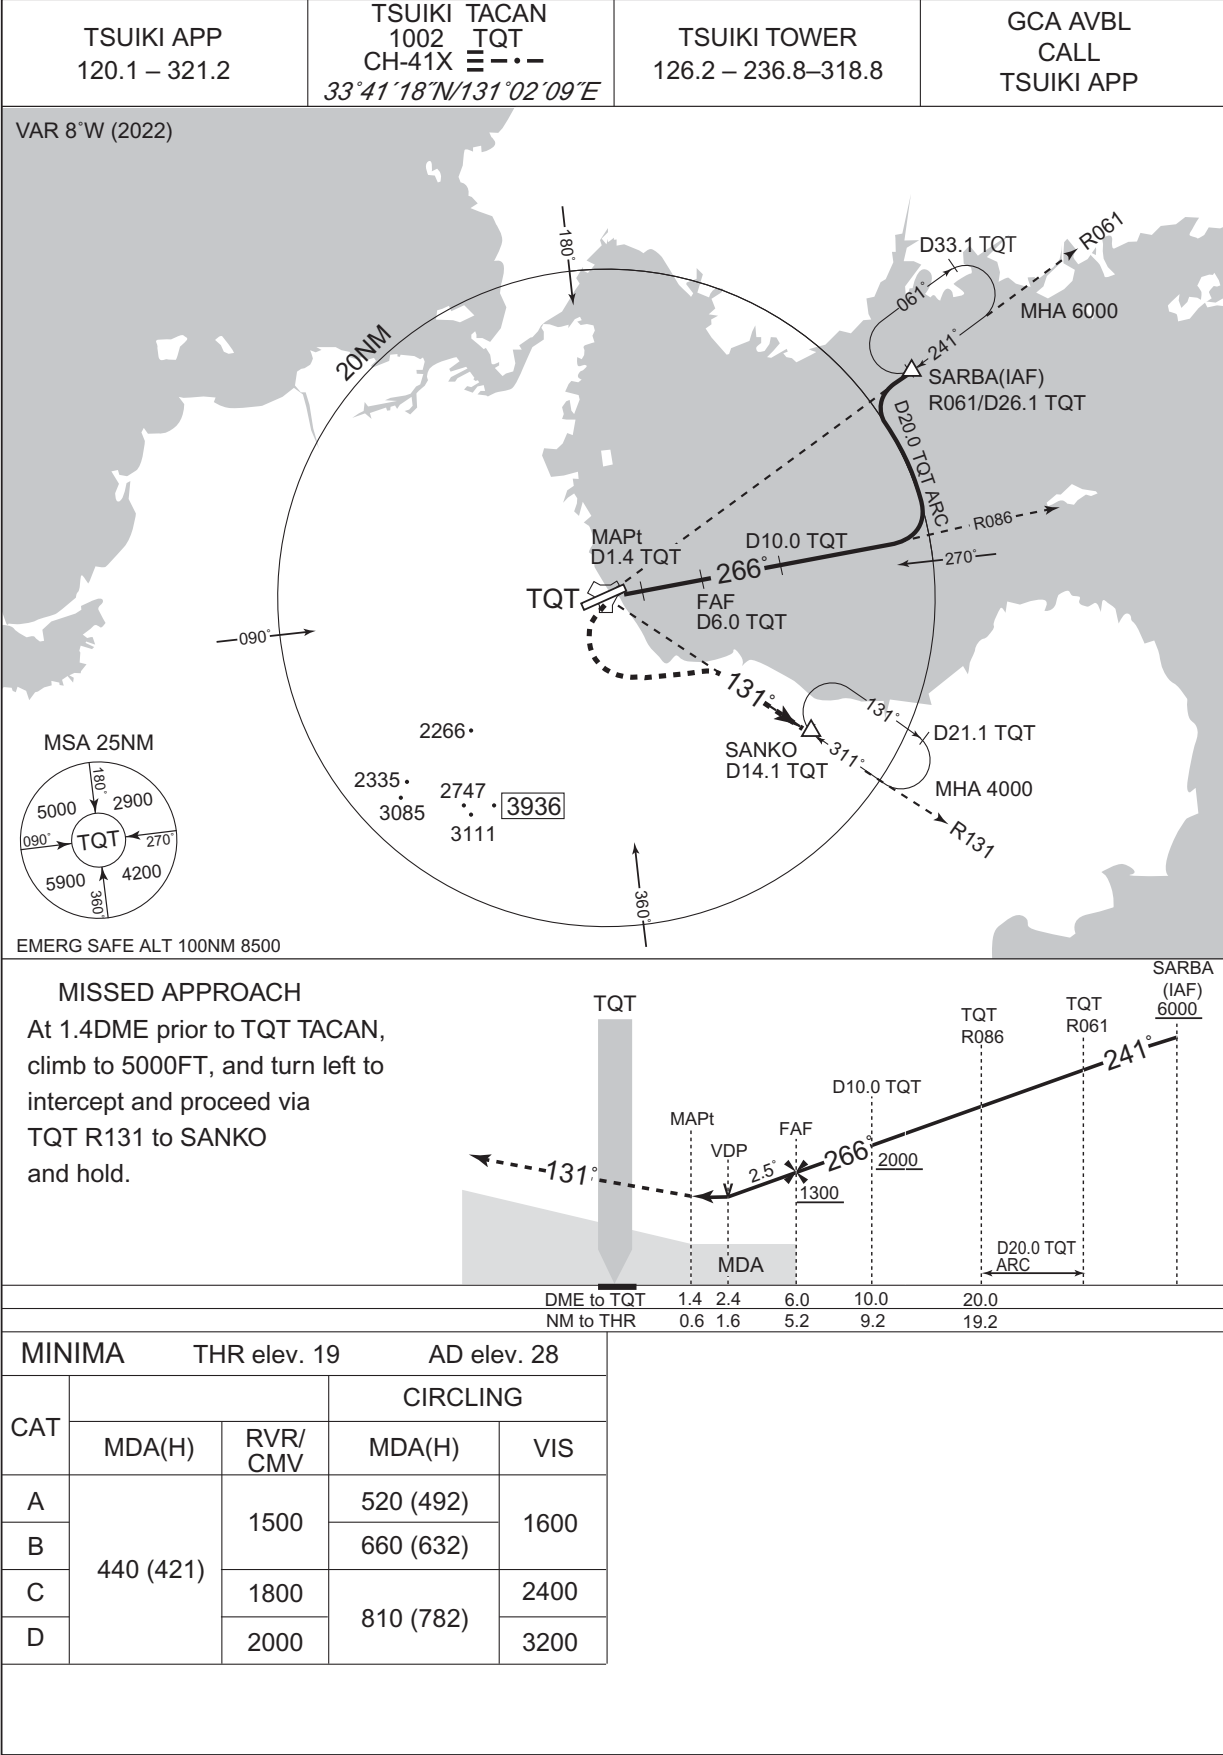 TSUIKI APP
120.1 – 321.2
TSUIKI TACAN
1002 TQT
CH-41X
33°41´18˝N/131°02´09˝E
TSUIKI TOWER
126.2 – 236.8–318.8
GCA AVBL
CALL
TSUIKI APP
VAR 8°W (2022)
180°
20NM
D33.1 TQT
R061
061°
MHA 6000
241°
SARBA(IAF)
R061/D26.1 TQT
D20.0 TQT ARC
R086
270°
MAPt
D1.4 TQT
D10.0 TQT
266°
TQT
FAF
D6.0 TQT
090°
131°
131°
D21.1 TQT
SANKO
D14.1 TQT
311°
MHA 4000
R131
2266
2335
3085
2747
3936
3111
360°
MSA 25NM
180°
5000
2900
090°
TQT
270°
5900
4200
360°
EMERG SAFE ALT 100NM 8500
MISSED APPROACH
At 1.4DME prior to TQT TACAN,
climb to 5000FT, and turn left to
intercept and proceed via
TQT R131 to SANKO
and hold.
TQT
SARBA
(IAF)
6000
TQT
R061
TQT
R086
241°
D10.0 TQT
MAPt
FAF
VDP
266°
2000
2.5°
1300
131°
MDA
D20.0 TQT
ARC
DME to TQT 1.4 2.4 6.0 10.0 20.0
NM to THR 0.6 1.6 5.2 9.2 19.2
MINIMA THR elev. 19 AD elev. 28
CAT
CIRCLING
MDA(H)
RVR/
CMV
MDA(H)
VIS
A
B
C
D
440 (421)
1500
1800
2000
520 (492)
660 (632)
810 (782)
1600
2400
3200